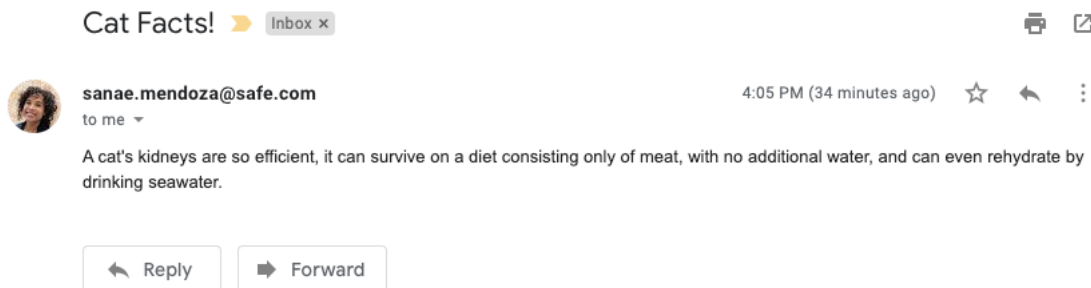 Cat Facts! Inbox ×
sanae.mendoza@safe.com 4:05 PM (34 minutes ago)
to me
A cat's kidneys are so efficient, it can survive on a diet consisting only of meat, with no additional water, and can even rehydrate by
drinking seawater.
Reply Forward